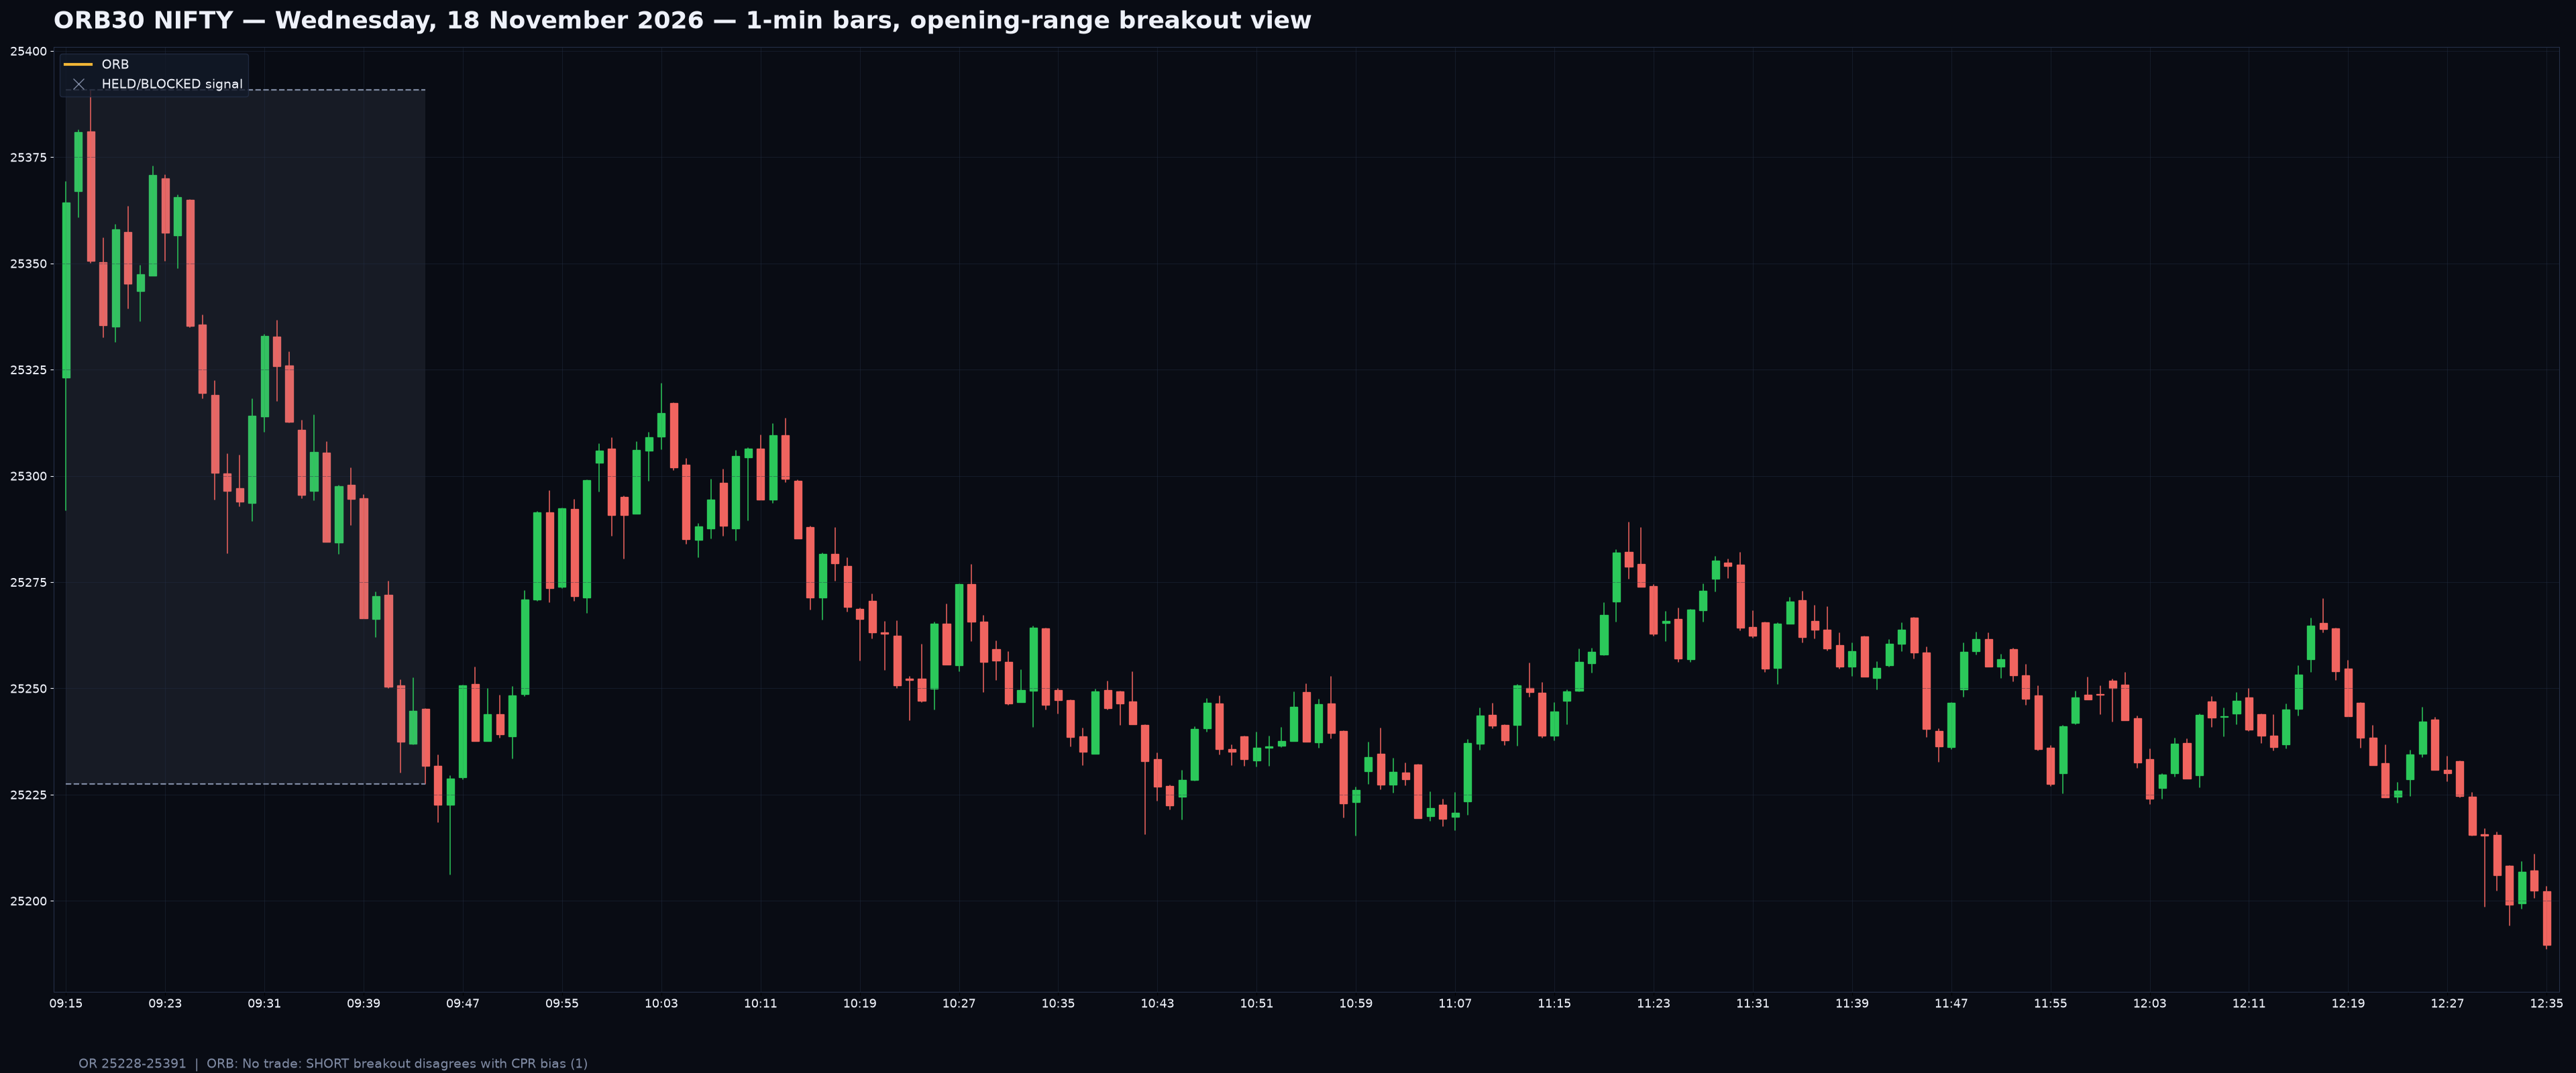 ORB30 NIFTY — Wednesday, 18 November 2026 — 1-min bars, opening-range breakout view
25400
ORB
HELD/BLOCKED signal
25375
25350
25325
25300
25275
25250
25225
25200
09:15 09:23 09:31 09:39 09:47 09:55 10:03 10:11 10:19 10:27 10:35 10:43 10:51 10:59 11:07 11:15 11:23 11:31 11:39 11:47 11:55 12:03 12:11 12:19 12:27 12:35
OR 25228-25391 | ORB: No trade: SHORT breakout disagrees with CPR bias (1)